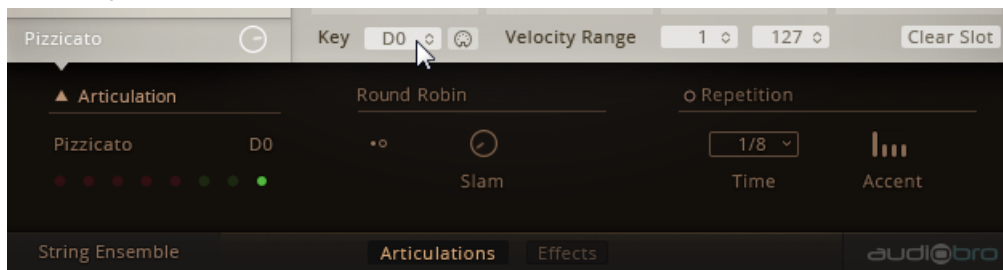 Pizzicato Key D0 Velocity Range 1 127 Clear Slot
Articulation Round Robin Repetition
Pizzicato D0 1/8
Slam Time Accent
String Ensemble Articulations Effects audiobro